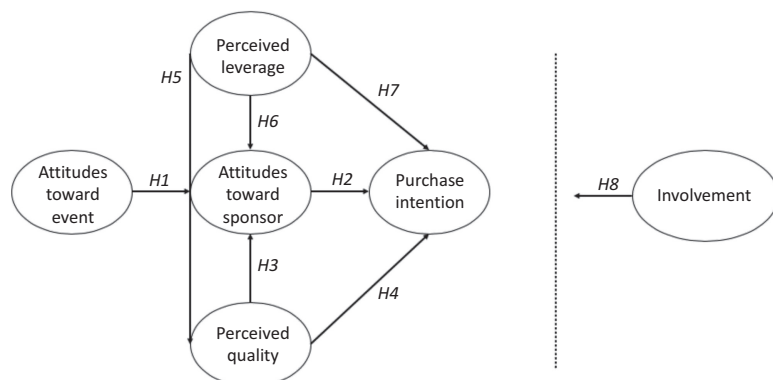 Perceived
leverage
H5
H7
H6
Attitudes
toward
event
H1
Attitudes
toward
sponsor
H2
Purchase
intention
H8
Involvement
H3
H4
Perceived
quality